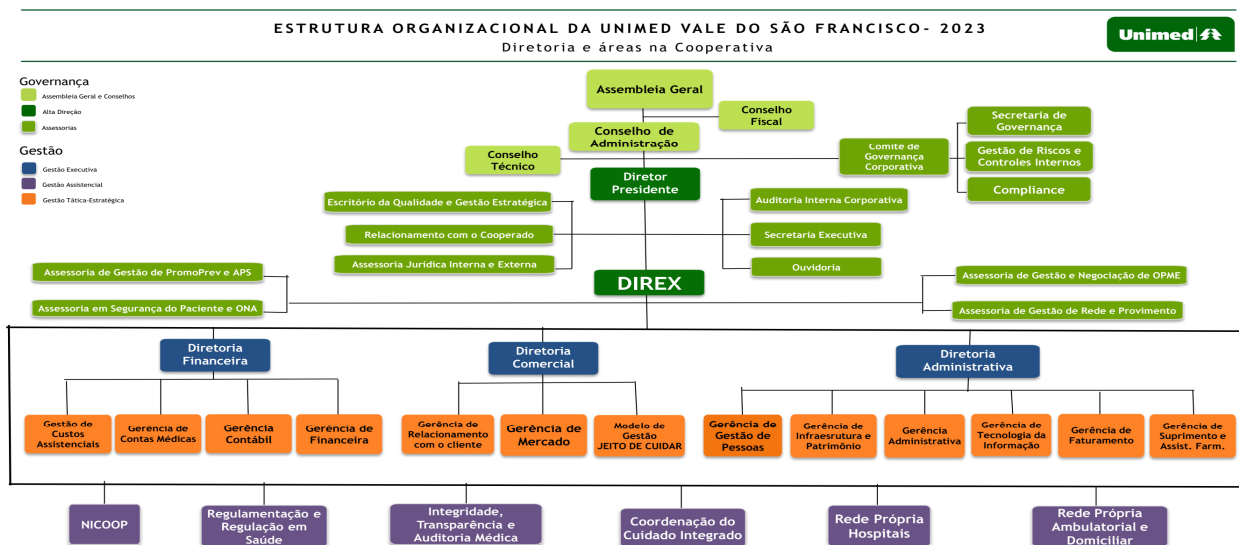 ESTRUTURA ORGANIZACIONAL DA UNIMED VALE DO SÃO FRANCISCO- 2023
Diretoria e áreas na Cooperativa
Unimed
Governança
Assembleia Geral e Conselhos
Alta Direção
Assessorias
Gestão
Gestão Executiva
Gestão Assistencial
Gestão Tática-Estratégica
Assembleia Geral
Conselho
Fiscal
Conselho de
Administração
Conselho
Técnico
Comitê de
Governança
Corporativa
Secretaria de
Governança
Gestão de Riscos e
Controles Internos
Compliance
Diretor
Presidente
Escritório da Qualidade e Gestão Estratégica
Relacionamento com o Cooperado
Assessoria Jurídica Interna e Externa
Auditoria Interna Corporativa
Secretaria Executiva
Ouvidoria
DIREX
Assessoria de Gestão de PromoPrev e APS
Assessoria em Segurança do Paciente e ONA
Assessoria de Gestão e Negociação de OPME
Assessoria de Gestão de Rede e Provimento
Diretoria
Financeira
Diretoria
Comercial
Diretoria
Administrativa
Gestão de
Custos
Assistenciais
Gerência de
Contas Médicas
Gerência
Contábil
Gerência de
Financeira
Gerência de
Relacionamento
com o cliente
Gerência de
Mercado
Modelo de
Gestão
JEITO DE CUIDAR
Gerência de
Gestão de
Pessoas
Gerência de
Infraesrutura e
Patrimônio
Gerência
Administrativa
Gerência de
Tecnologia da
Informação
Gerência de
Faturamento
Gerência de
Suprimento e
Assist. Farm.
NICOOP
Regulamentação e
Regulação em
Saúde
Integridade,
Transparência e
Auditoria Médica
Coordenação do
Cuidado Integrado
Rede Própria
Hospitais
Rede Própria
Ambulatorial e
Domiciliar